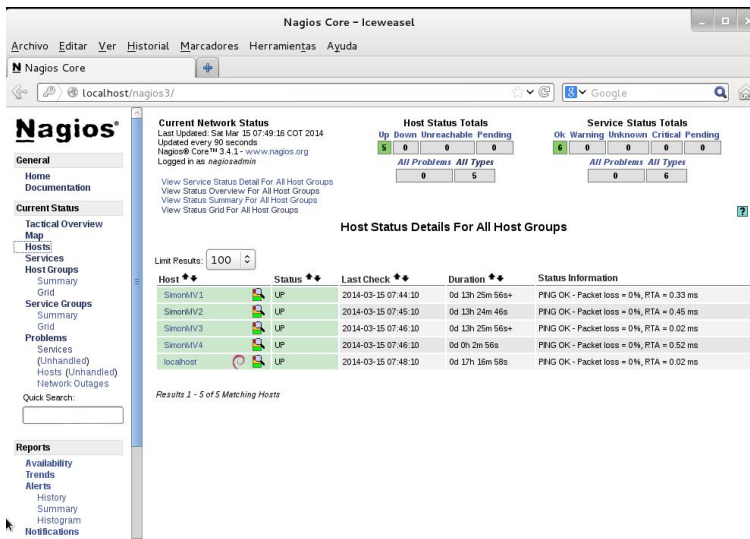 Nagios Core - Iceweasel
Archivo Editar Ver Historial Marcadores Herramientas Ayuda
Nagios Core
localhost/nagios3/
Google
Nagios®
General
Home
Documentation
Current Status
Tactical Overview
Map
Hosts
Services
Host Groups
Summary
Grid
Service Groups
Summary
Grid
Problems
Services
(Unhandled)
Hosts (Unhandled)
Network Outages
Quick Search:
Reports
Availability
Trends
Alerts
History
Summary
Histogram
Notifications
Current Network Status
Last Updated: Sat Mar 15 07:49:16 COT 2014
Updated every 90 seconds
Nagios® Core™ 3.4.1 - www.nagios.org
Logged in as nagiosadmin
View Service Status Detail For All Host Groups
View Status Overview For All Host Groups
View Status Summary For All Host Groups
View Status Grid For All Host Groups
Host Status Totals
Up Down Unreachable Pending
5 0 0 0
All Problems All Types
0 5
Service Status Totals
Ok Warning Unknown Critical Pending
6 0 0 0 0
All Problems All Types
0 6
?
Host Status Details For All Host Groups
Limit Results: 100
Host Status Last Check Duration Status Information
SimonMV1 UP 2014-03-15 07:44:10 0d 13h 25m 56s+ PING OK - Packet loss = 0%, RTA = 0.33 ms
SimonMV2 UP 2014-03-15 07:45:10 0d 13h 24m 46s PING OK - Packet loss = 0%, RTA = 0.45 ms
SimonMV3 UP 2014-03-15 07:46:10 0d 13h 25m 56s+ PING OK - Packet loss = 0%, RTA = 0.02 ms
SimonMV4 UP 2014-03-15 07:46:10 0d 0h 2m 56s PING OK - Packet loss = 0%, RTA = 0.52 ms
localhost UP 2014-03-15 07:48:10 0d 17h 16m 58s PING OK - Packet loss = 0%, RTA = 0.02 ms
Results 1 - 5 of 5 Matching Hosts